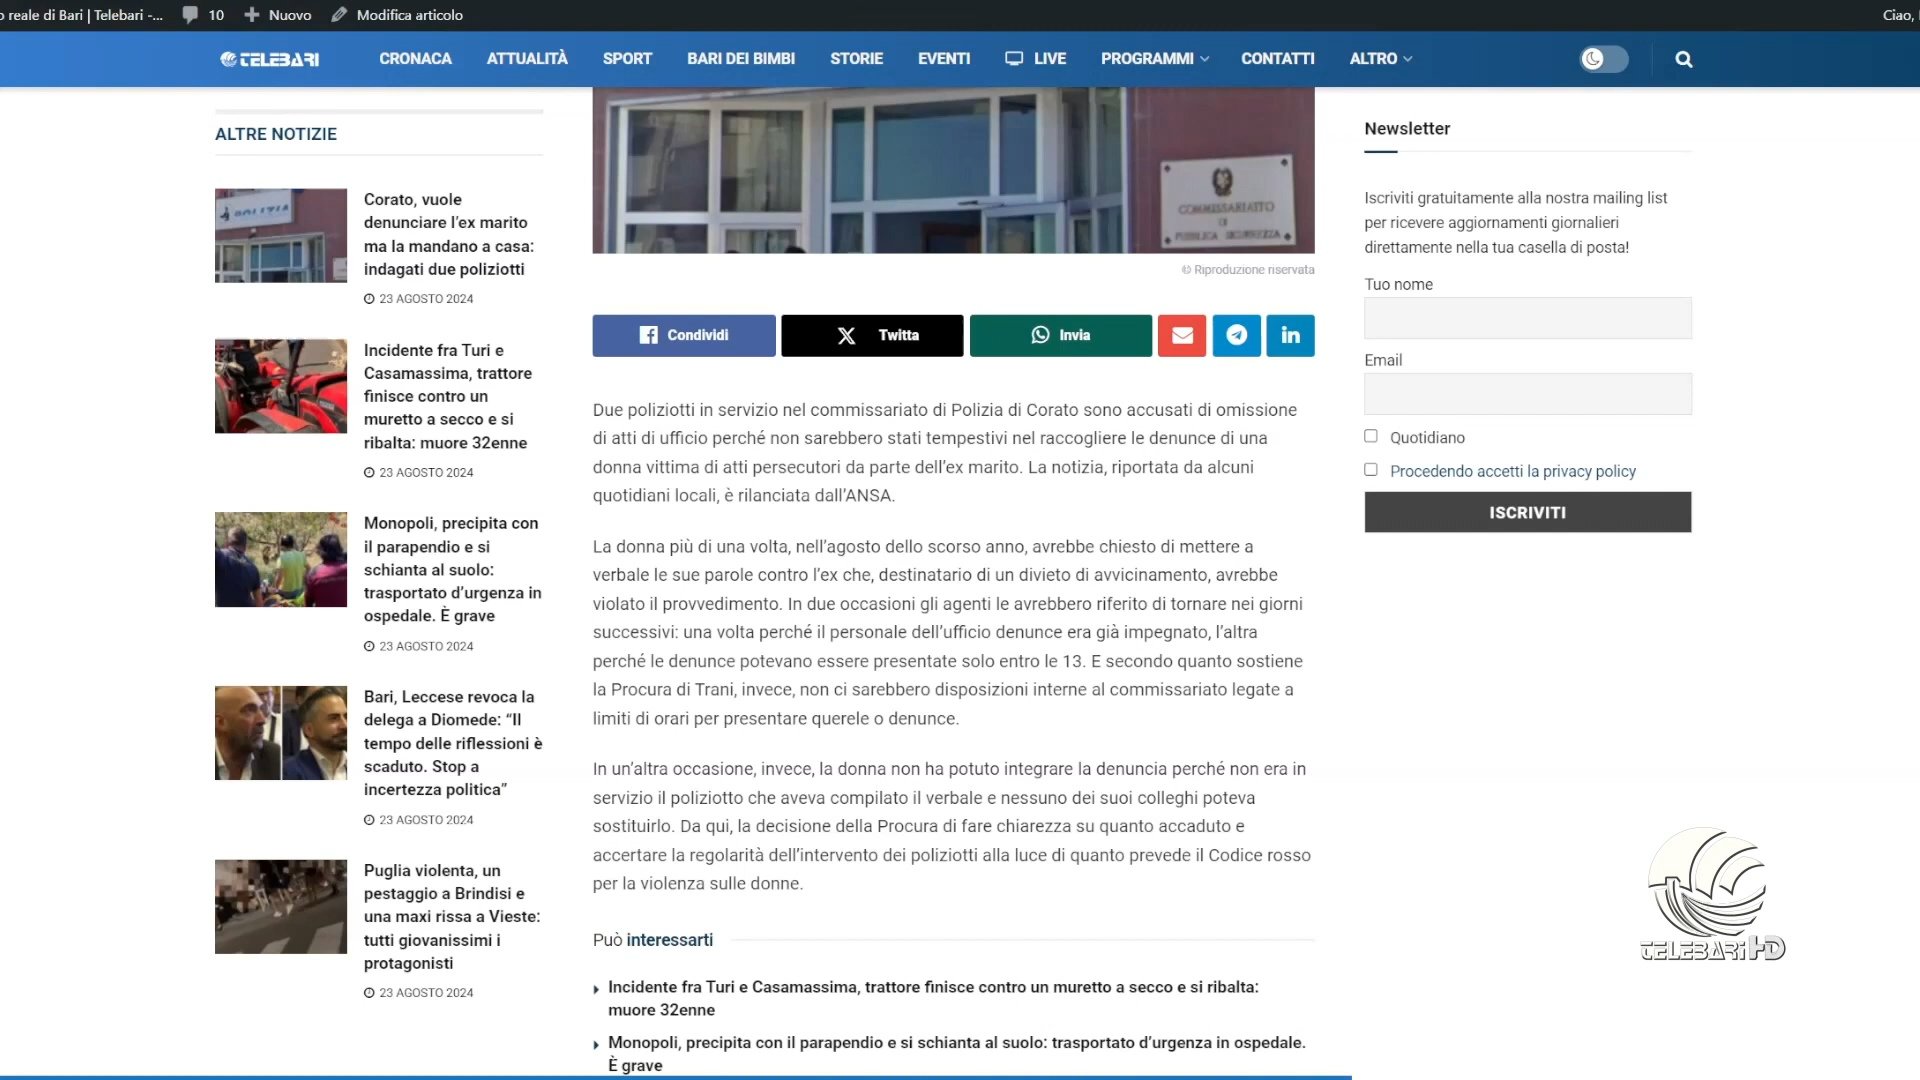 o reale di Bari | Telebari -...
10
Nuovo
Modifica articolo
Ciao,
TELEBARI
CRONACA
ATTUALITÀ
SPORT
BARI DEI BIMBI
STORIE
EVENTI
LIVE
PROGRAMMI
CONTATTI
ALTRO
ALTRE NOTIZIE
POLIZIA
Corato, vuole
denunciare l'ex marito
ma la mandano a casa:
indagati due poliziotti
23 AGOSTO 2024
Incidente fra Turi e
Casamassima, trattore
finisce contro un
muretto a secco e si
ribalta: muore 32enne
23 AGOSTO 2024
Monopoli, precipita con
il parapendio e si
schianta al suolo:
trasportato d’urgenza in
ospedale. È grave
23 AGOSTO 2024
Bari, Leccese revoca la
delega a Diomede: “Il
tempo delle riflessioni è
scaduto. Stop a
incertezza politica”
23 AGOSTO 2024
Puglia violenta, un
pestaggio a Brindisi e
una maxi rissa a Vieste:
tutti giovanissimi i
protagonisti
23 AGOSTO 2024
COMMISSARIATO
DI
PUBBLICA SICUREZZA
© Riproduzione riservata
Condividi
Twitta
Invia
Due poliziotti in servizio nel commissariato di Polizia di Corato sono accusati di omissione
di atti di ufficio perché non sarebbero stati tempestivi nel raccogliere le denunce di una
donna vittima di atti persecutori da parte dell’ex marito. La notizia, riportata da alcuni
quotidiani locali, è rilanciata dall’ANSA.
La donna più di una volta, nell’agosto dello scorso anno, avrebbe chiesto di mettere a
verbale le sue parole contro l’ex che, destinatario di un divieto di avvicinamento, avrebbe
violato il provvedimento. In due occasioni gli agenti le avrebbero riferito di tornare nei giorni
successivi: una volta perché il personale dell’ufficio denunce era già impegnato, l’altra
perché le denunce potevano essere presentate solo entro le 13. E secondo quanto sostiene
la Procura di Trani, invece, non ci sarebbero disposizioni interne al commissariato legate a
limiti di orari per presentare querele o denunce.
In un’altra occasione, invece, la donna non ha potuto integrare la denuncia perché non era in
servizio il poliziotto che aveva compilato il verbale e nessuno dei suoi colleghi poteva
sostituirlo. Da qui, la decisione della Procura di fare chiarezza su quanto accaduto e
accertare la regolarità dell’intervento dei poliziotti alla luce di quanto prevede il Codice rosso
per la violenza sulle donne.
Può interessarti
Incidente fra Turi e Casamassima, trattore finisce contro un muretto a secco e si ribalta:
muore 32enne
Monopoli, precipita con il parapendio e si schianta al suolo: trasportato d’urgenza in ospedale.
È grave
Newsletter
Iscriviti gratuitamente alla nostra mailing list
per ricevere aggiornamenti giornalieri
direttamente nella tua casella di posta!
Tuo nome
Email
Quotidiano
Procedendo accetti la privacy policy
ISCRIVITI
TELEBARI HD